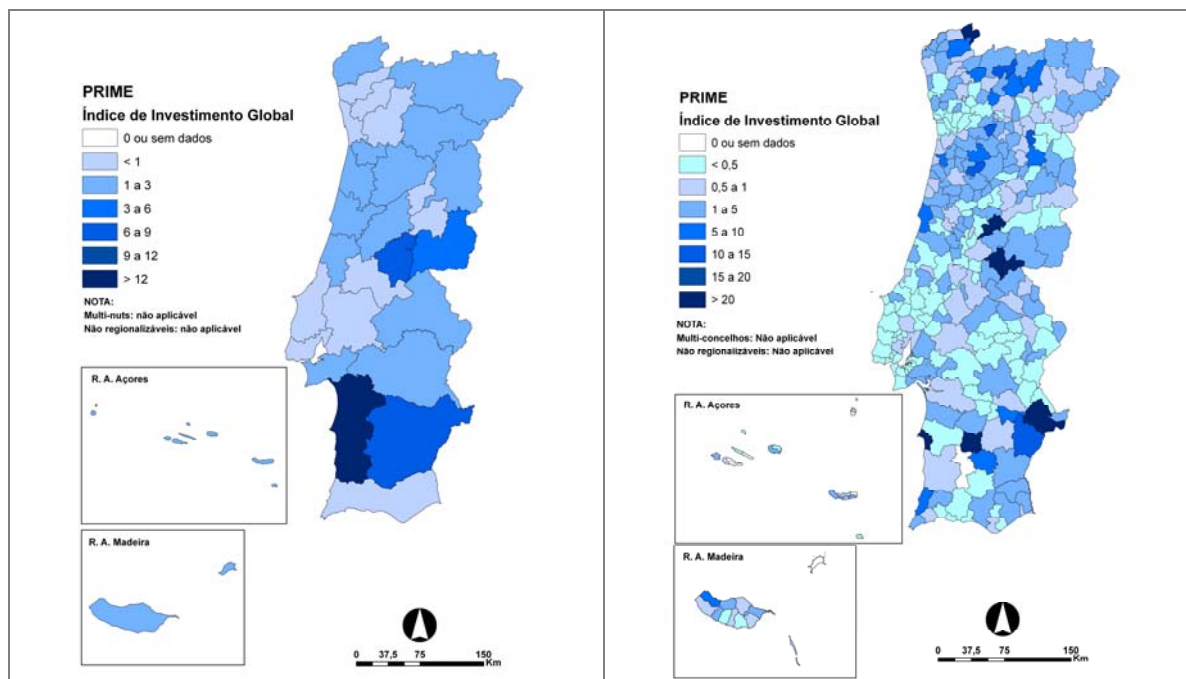 PRIME
Índice de Investimento Global
0 ou sem dados
< 1
1 a 3
3 a 6
6 a 9
9 a 12
> 12
NOTA:
Multi-nuts: não aplicável
Não regionalizáveis: não aplicável
R. A. Açores
R. A. Madeira
0 37,5 75 150
Km
PRIME
Índice de Investimento Global
0 ou sem dados
< 0,5
0,5 a 1
1 a 5
5 a 10
10 a 15
15 a 20
> 20
NOTA:
Multi-concelhos: Não aplicável
Não regionalizáveis: Não aplicável
R. A. Açores
R. A. Madeira
0 37,5 75 150
Km